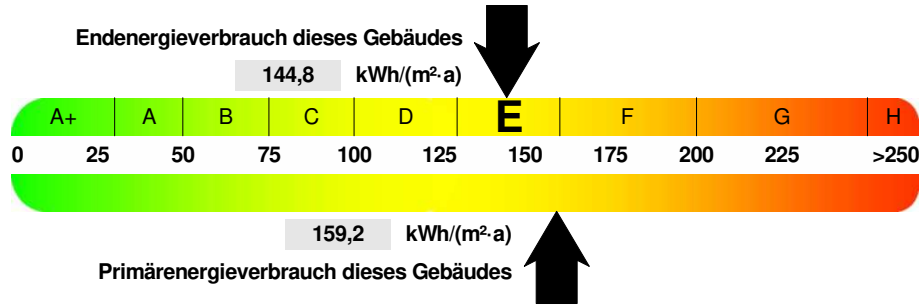 Endenergieverbrauch dieses Gebäudes
144,8 kWh/(m²·a)
A+ A B C D E F G H
0 25 50 75 100 125 150 175 200 225 >250
159,2 kWh/(m²·a)
Primärenergieverbrauch dieses Gebäudes